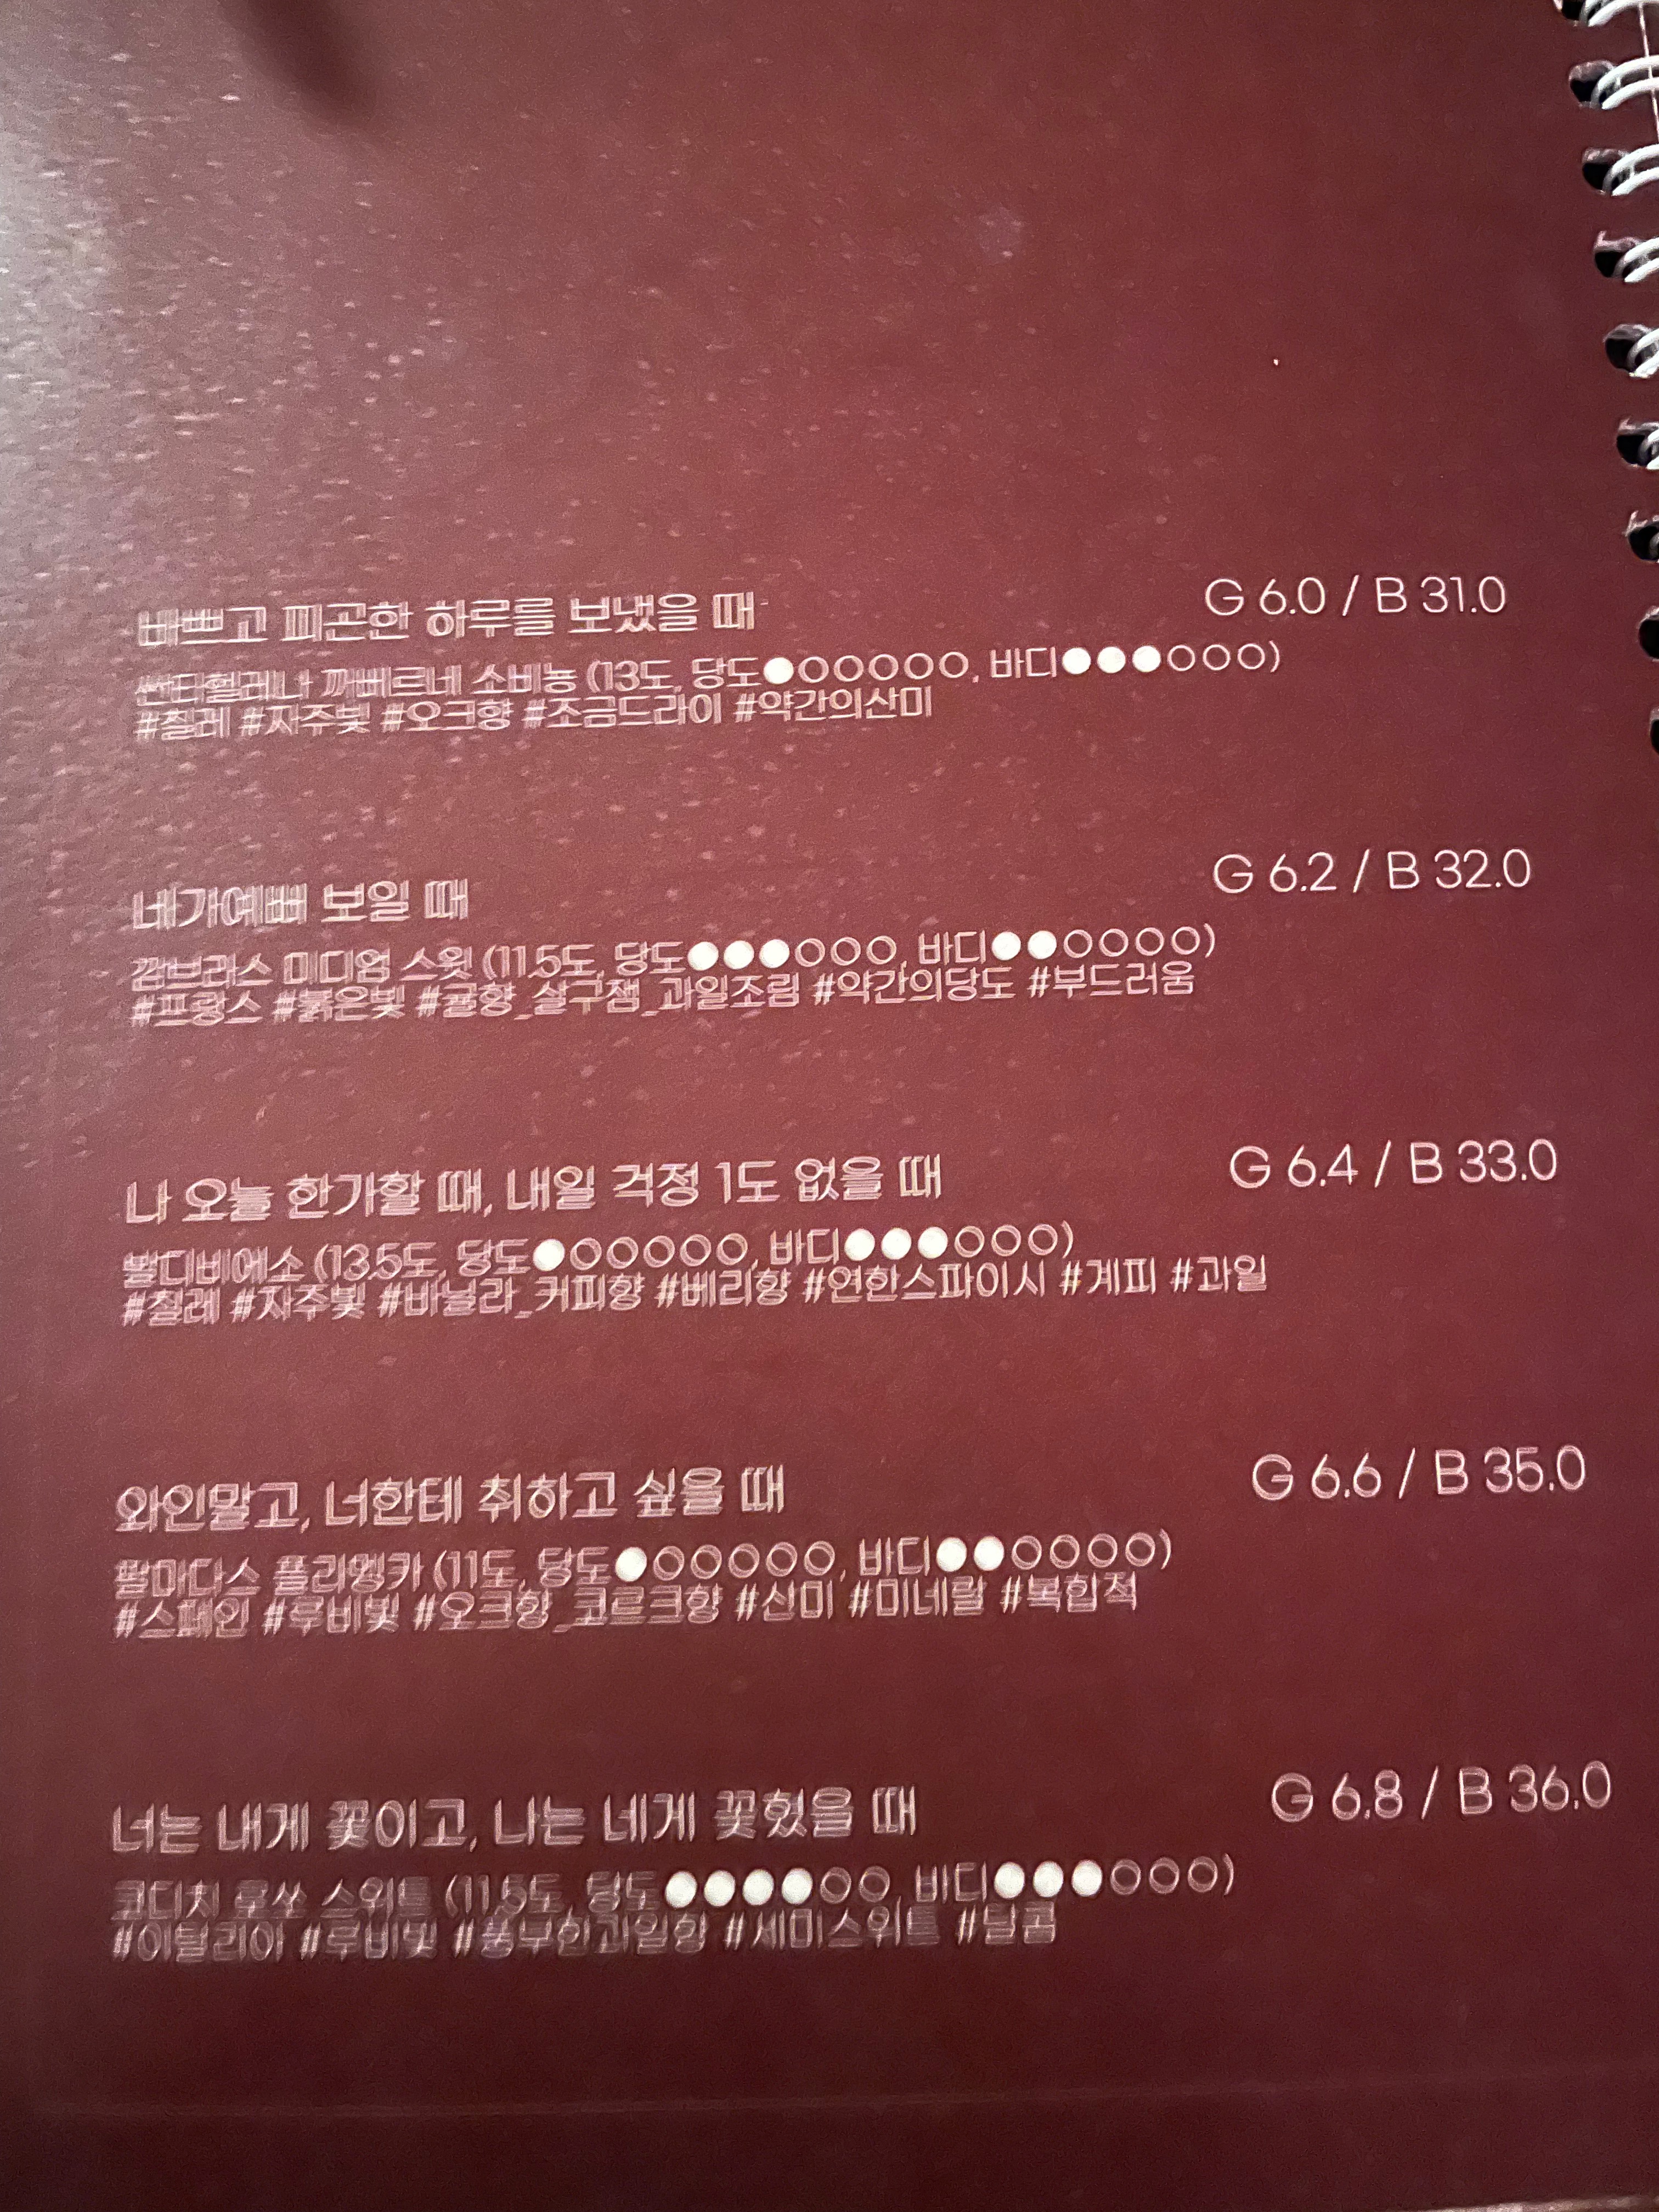 바쁘고 피곤한 하루를 보냈을 때 G 6.0 / B 31.0
싼타헬레나 까베르네 소비뇽 (13도, 당도●○○○○○, 바디●●●○○○)
#칠레 #자주빛 #오크향 #조금드라이 #약간의산미
네가예뻐 보일 때 G 6.2 / B 32.0
깜브라스 미디엄 스윗 (11.5도, 당도●●●○○○, 바디●●○○○○)
#프랑스 #붉은빛 #귤향_살구잼_과일조림 #약간의당도 #부드러움
나 오늘 한가할 때, 내일 걱정 1도 없을 때 G 6.4 / B 33.0
발디비에소 (13.5도, 당도●○○○○○, 바디●●●○○○)
#칠레 #자주빛 #바닐라_커피향 #베리향 #연한스파이시 #계피 #과일
와인말고, 너한테 취하고 싶을 때 G 6.6 / B 35.0
팔마다스 플라멩카 (11도, 당도●○○○○○, 바디●●○○○○)
#스페인 #루비빛 #오크향_코르크향 #산미 #미네랄 #복합적
너는 내게 꽃이고, 나는 네게 꽃혔을 때 G 6.8 / B 36.0
코디치 로쏘 스위트 (11.5도, 당도●●●●○○, 바디●●●○○○)
#이탈리아 #루비빛 #풍부한과일향 #세미스위트 #달콤